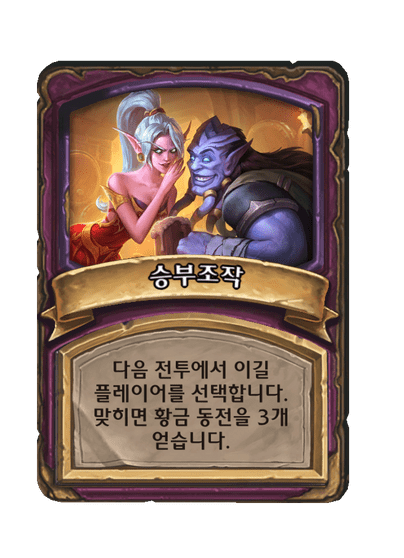 승부조작
다음 전투에서 이길
플레이어를 선택합니다.
맞히면 황금 동전을 3개
얻습니다.